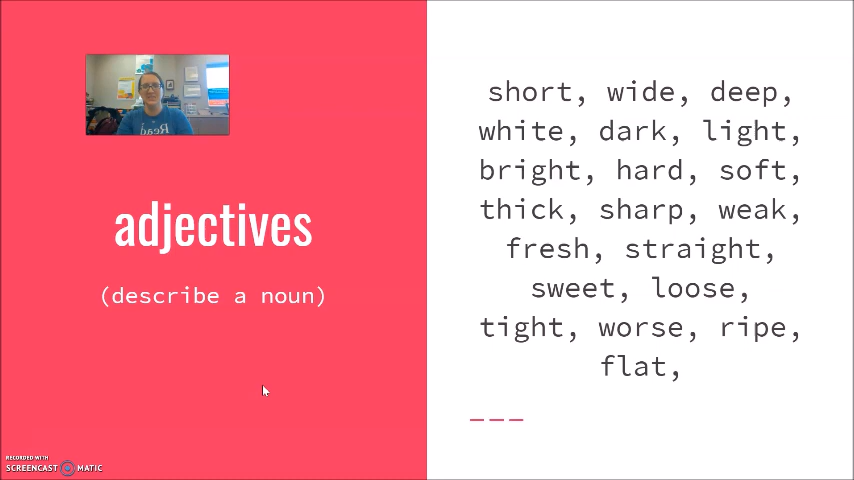 adjectives
(describe a noun)
short, wide, deep,
white, dark, light,
bright, hard, soft,
thick, sharp, weak,
fresh, straight,
sweet, loose,
tight, worse, ripe,
flat,
Read
RECORDED WITH
SCREENCAST MATIC